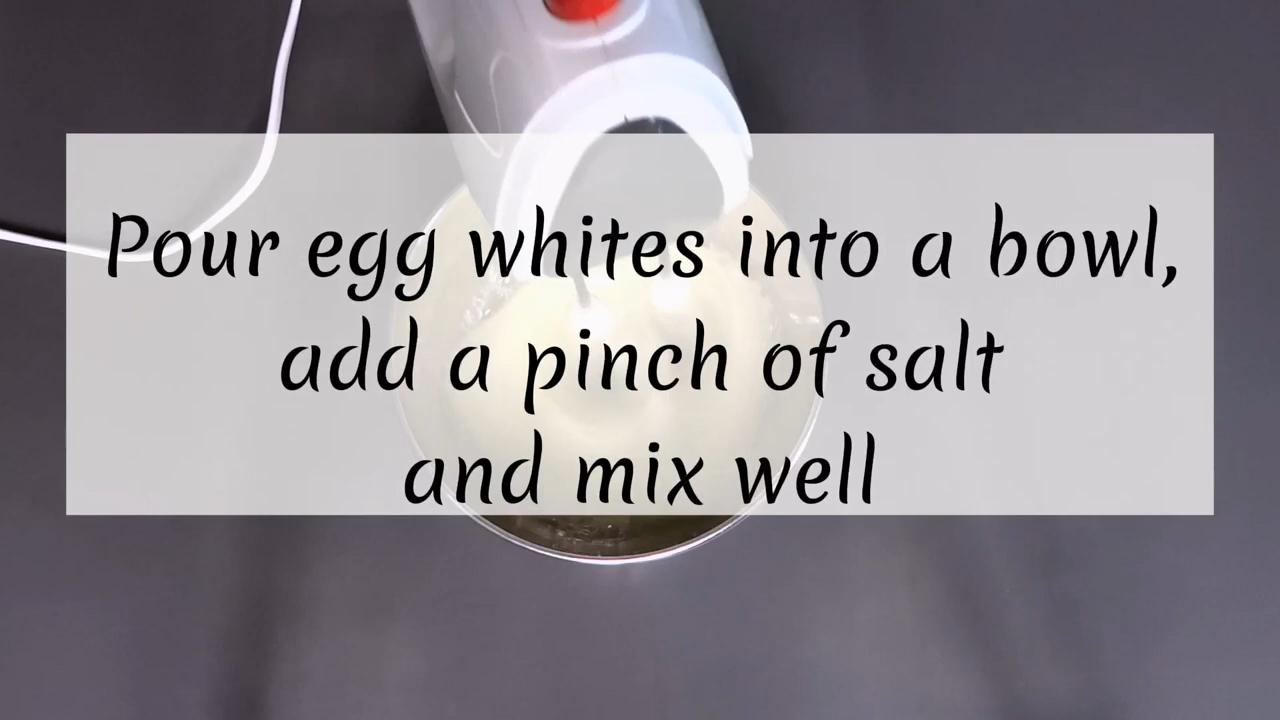 Pour egg whites into a bowl,
add a pinch of salt
and mix well